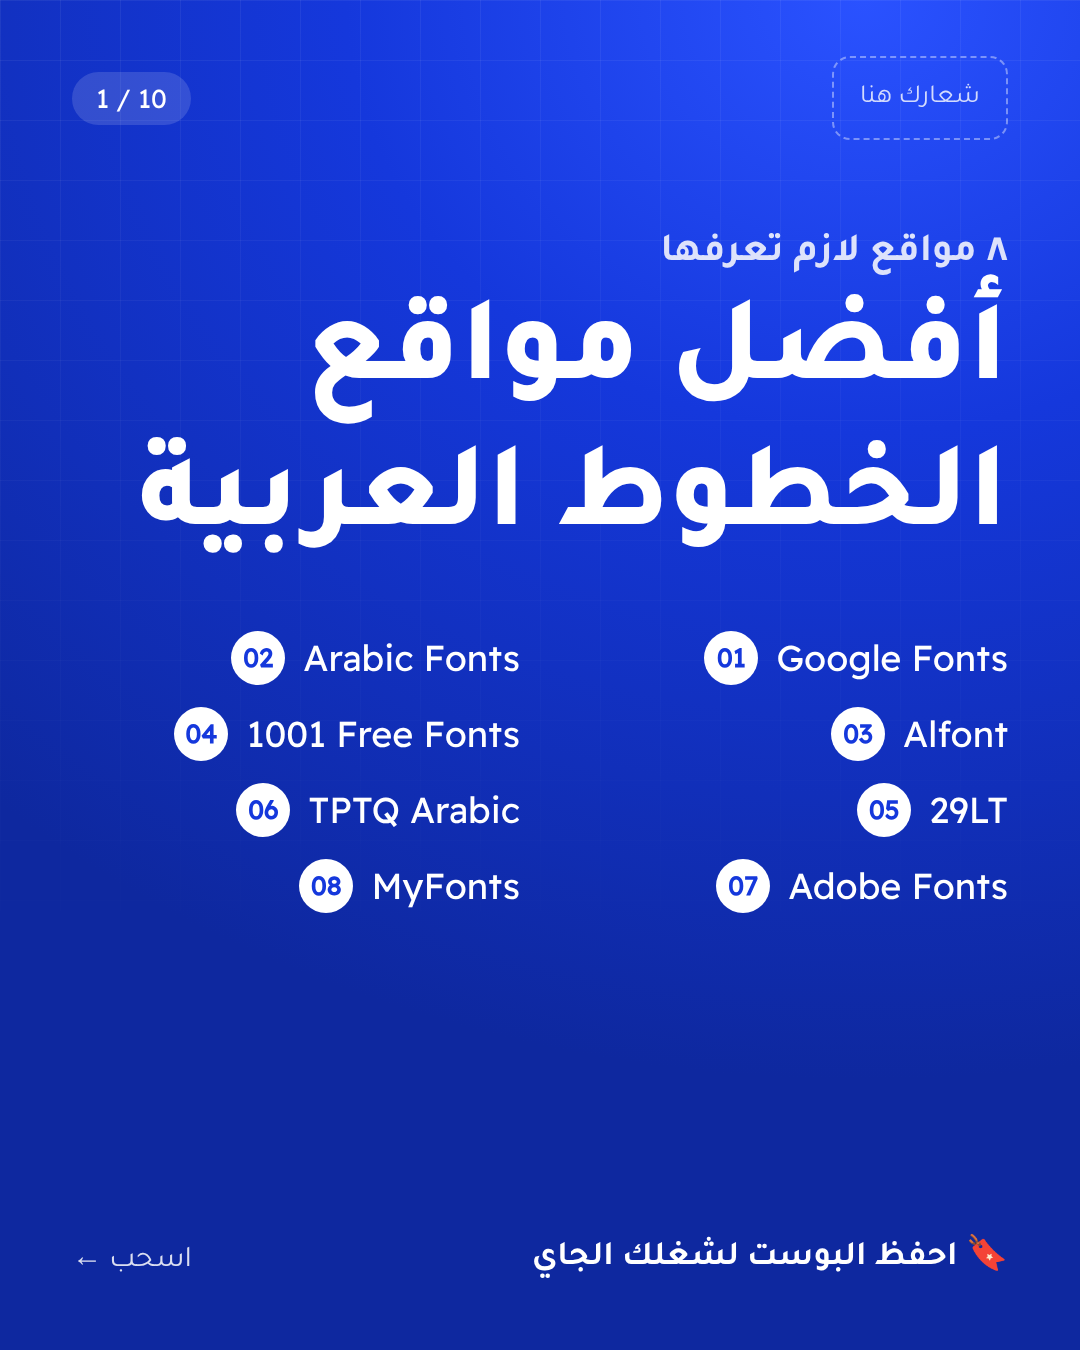 شعارك هنا
1 / 10
٨ مواقع لازم تعرفها
أفضل مواقع
الخطوط العربية
01 Google Fonts
02 Arabic Fonts
03 Alfont
04 1001 Free Fonts
05 29LT
06 TPTQ Arabic
07 Adobe Fonts
08 MyFonts
🔖 احفظ البوست لشغلك الجاي
اسحب ←